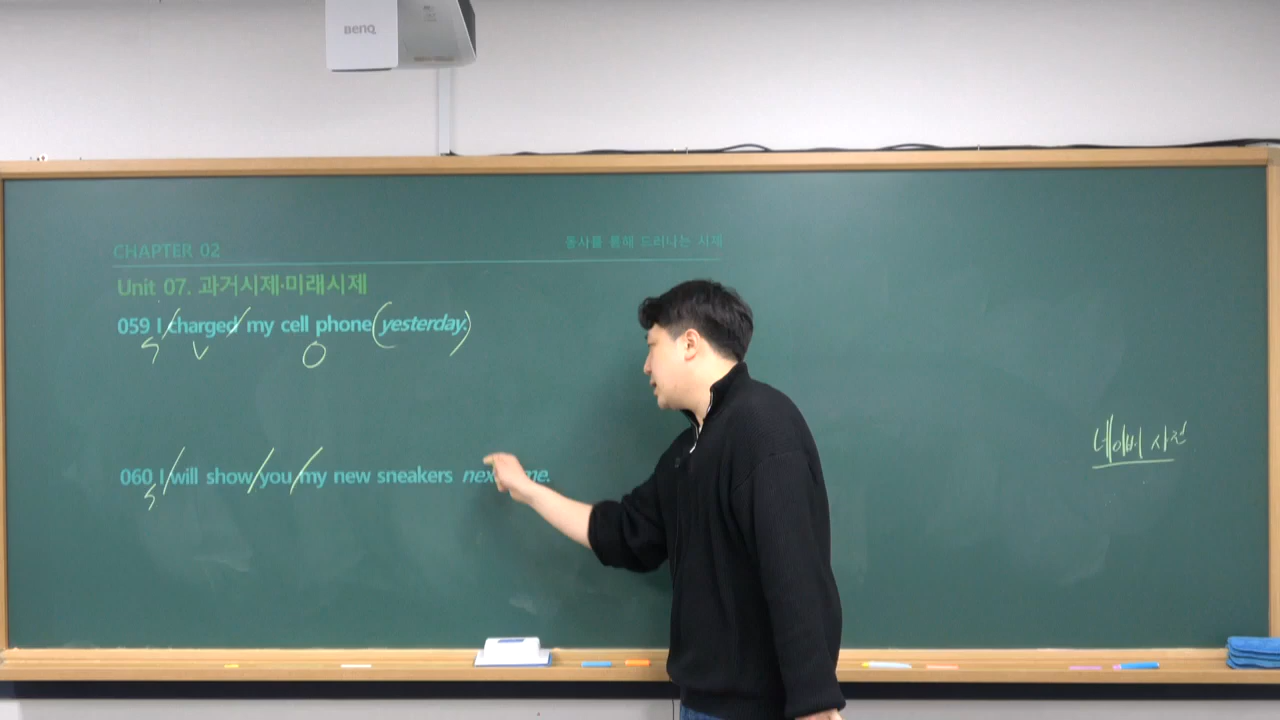 BenQ
CHAPTER 02
동사를 통해 드러나는 시제
Unit 07. 과거시제·미래시제
059 I / charged / my cell phone (yesterday.)
S V O
네이버 사전
060 I / will show / you / my new sneakers
S